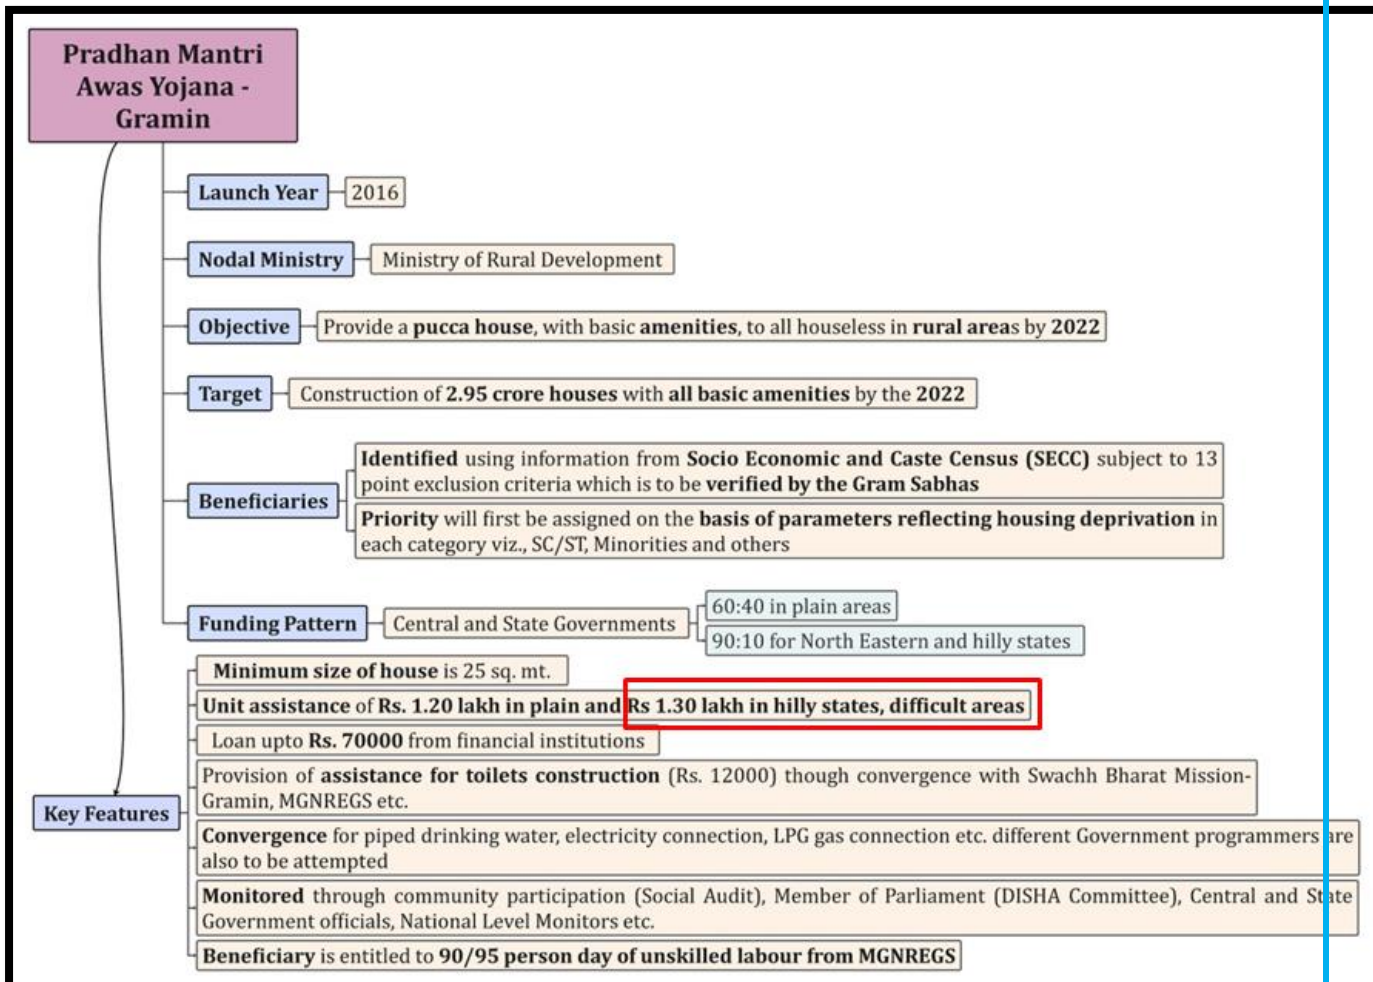 Pradhan Mantri
Awas Yojana -
Gramin
Launch Year
2016
Nodal Ministry
Ministry of Rural Development
Objective
Provide a pucca house, with basic amenities, to all houseless in rural areas by 2022
Target
Construction of 2.95 crore houses with all basic amenities by the 2022
Beneficiaries
Identified using information from Socio Economic and Caste Census (SECC) subject to 13
point exclusion criteria which is to be verified by the Gram Sabhas
Priority will first be assigned on the basis of parameters reflecting housing deprivation in
each category viz., SC/ST, Minorities and others
Funding Pattern
Central and State Governments
60:40 in plain areas
90:10 for North Eastern and hilly states
Key Features
Minimum size of house is 25 sq. mt.
Unit assistance of Rs. 1.20 lakh in plain and Rs 1.30 lakh in hilly states, difficult areas
Loan upto Rs. 70000 from financial institutions
Provision of assistance for toilets construction (Rs. 12000) though convergence with Swachh Bharat Mission-
Gramin, MGNREGS etc.
Convergence for piped drinking water, electricity connection, LPG gas connection etc. different Government programmers are
also to be attempted
Monitored through community participation (Social Audit), Member of Parliament (DISHA Committee), Central and State
Government officials, National Level Monitors etc.
Beneficiary is entitled to 90/95 person day of unskilled labour from MGNREGS